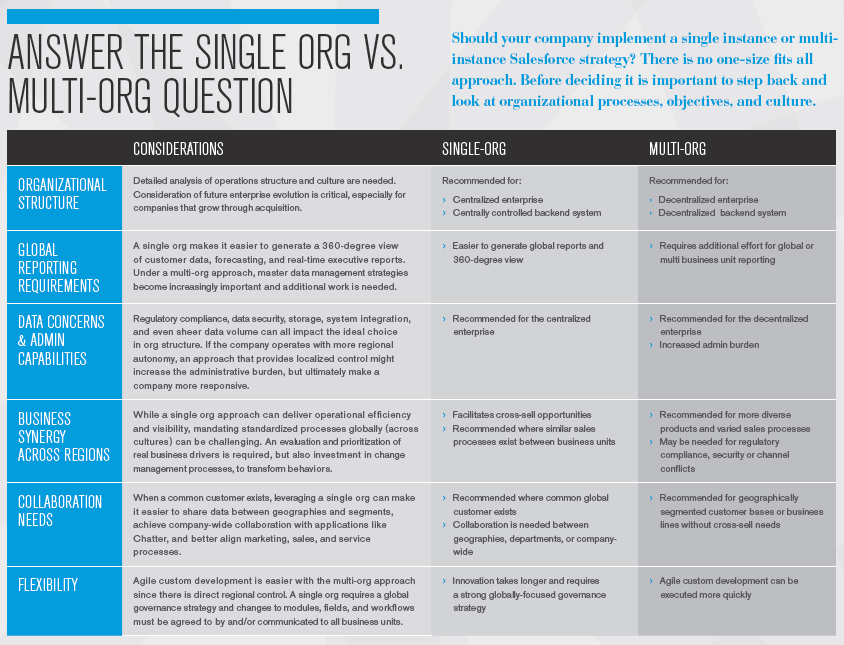 ANSWER THE SINGLE ORG VS.
MULTI-ORG QUESTION
Should your company implement a single instance or multi-
instance Salesforce strategy? There is no one-size fits all
approach. Before deciding it is important to step back and
look at organizational processes, objectives, and culture.
CONSIDERATIONS
SINGLE-ORG
MULTI-ORG
ORGANIZATIONAL
STRUCTURE
Detailed analysis of operations structure and culture are needed.
Consideration of future enterprise evolution is critical, especially for
companies that grow through acquisition.
Recommended for:
› Centralized enterprise
› Centrally controlled backend system
Recommended for:
› Decentralized enterprise
› Decentralized backend system
GLOBAL
REPORTING
REQUIREMENTS
A single org makes it easier to generate a 360-degree view
of customer data, forecasting, and real-time executive reports.
Under a multi-org approach, master data management strategies
become increasingly important and additional work is needed.
› Easier to generate global reports and
360-degree view
› Requires additional effort for global or
multi business unit reporting
DATA CONCERNS
& ADMIN
CAPABILITIES
Regulatory compliance, data security, storage, system integration,
and even sheer data volume can all impact the ideal choice
in org structure. If the company operates with more regional
autonomy, an approach that provides localized control might
increase the administrative burden, but ultimately make a
company more responsive.
› Recommended for the centralized
enterprise
› Recommended for the decentralized
enterprise
› Increased admin burden
BUSINESS
SYNERGY
ACROSS REGIONS
While a single org approach can deliver operational efficiency
and visibility, mandating standardized processes globally (across
cultures) can be challenging. An evaluation and prioritization of
real business drivers is required, but also investment in change
management processes, to transform behaviors.
› Facilitates cross-sell opportunities
› Recommended where similar sales
processes exist between business units
› Recommended for more diverse
products and varied sales processes
› May be needed for regulatory
compliance, security or channel
conflicts
COLLABORATION
NEEDS
When a common customer exists, leveraging a single org can make
it easier to share data between geographies and segments,
achieve company-wide collaboration with applications like
Chatter, and better align marketing, sales, and service
processes.
› Recommended where common global
customer exists
› Collaboration is needed between
geographies, departments, or company-
wide
› Recommended for geographically
segmented customer bases or business
lines without cross-sell needs
FLEXIBILITY
Agile custom development is easier with the multi-org approach
since there is direct regional control. A single org requires a global
governance strategy and changes to modules, fields, and workflows
must be agreed to by and/or communicated to all business units.
› Innovation takes longer and requires
a strong globally-focused governance
strategy
› Agile custom development can be
executed more quickly